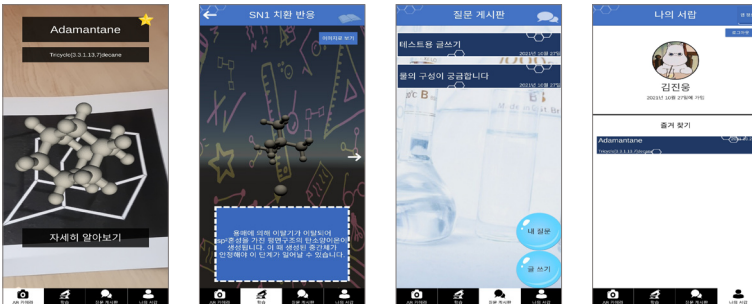 Adamantane
Tricyclo[3.3.1.13,7]decane
자세히 알아보기
AR 카메라
학습
질문 게시판
나의 서랍
SN1 치환 반응
이미지로 보기
용매에 의해 이탈기가 이탈되어
sp²혼성을 가진 평면구조의 탄소양이온이
생성됩니다. 이 때 생성된 중간체가
안정해야 이 단계가 일어날 수 있습니다.
AR 카메라
학습
질문 게시판
나의 서랍
질문 게시판
테스트용 글쓰기
2021년 10월 27일
물의 구성이 궁금합니다
2021년 10월 27일
내 질문
글 쓰기
AR 카메라
학습
질문 게시판
나의 서랍
나의 서랍
로그아웃
김진웅
2021년 10월 27일에 가입
즐겨 찾기
Adamantane
Tricyclo[3.3.1.13,7]decane
AR 카메라
학습
질문 게시판
나의 서랍